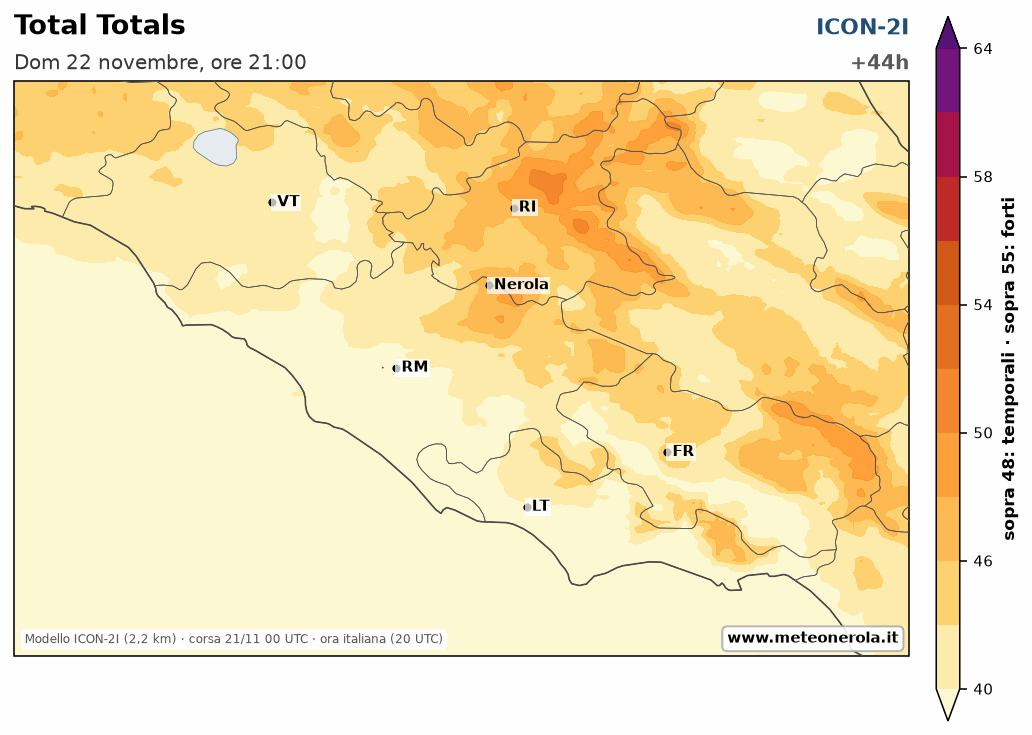 Total Totals
ICON-2I
Dom 22 novembre, ore 21:00
+44h
VT
RI
Nerola
RM
FR
LT
Modello ICON-2I (2,2 km) · corsa 21/11 00 UTC · ora italiana (20 UTC)
www.meteonerola.it
64
58
54
50
46
40
sopra 48: temporali · sopra 55: forti